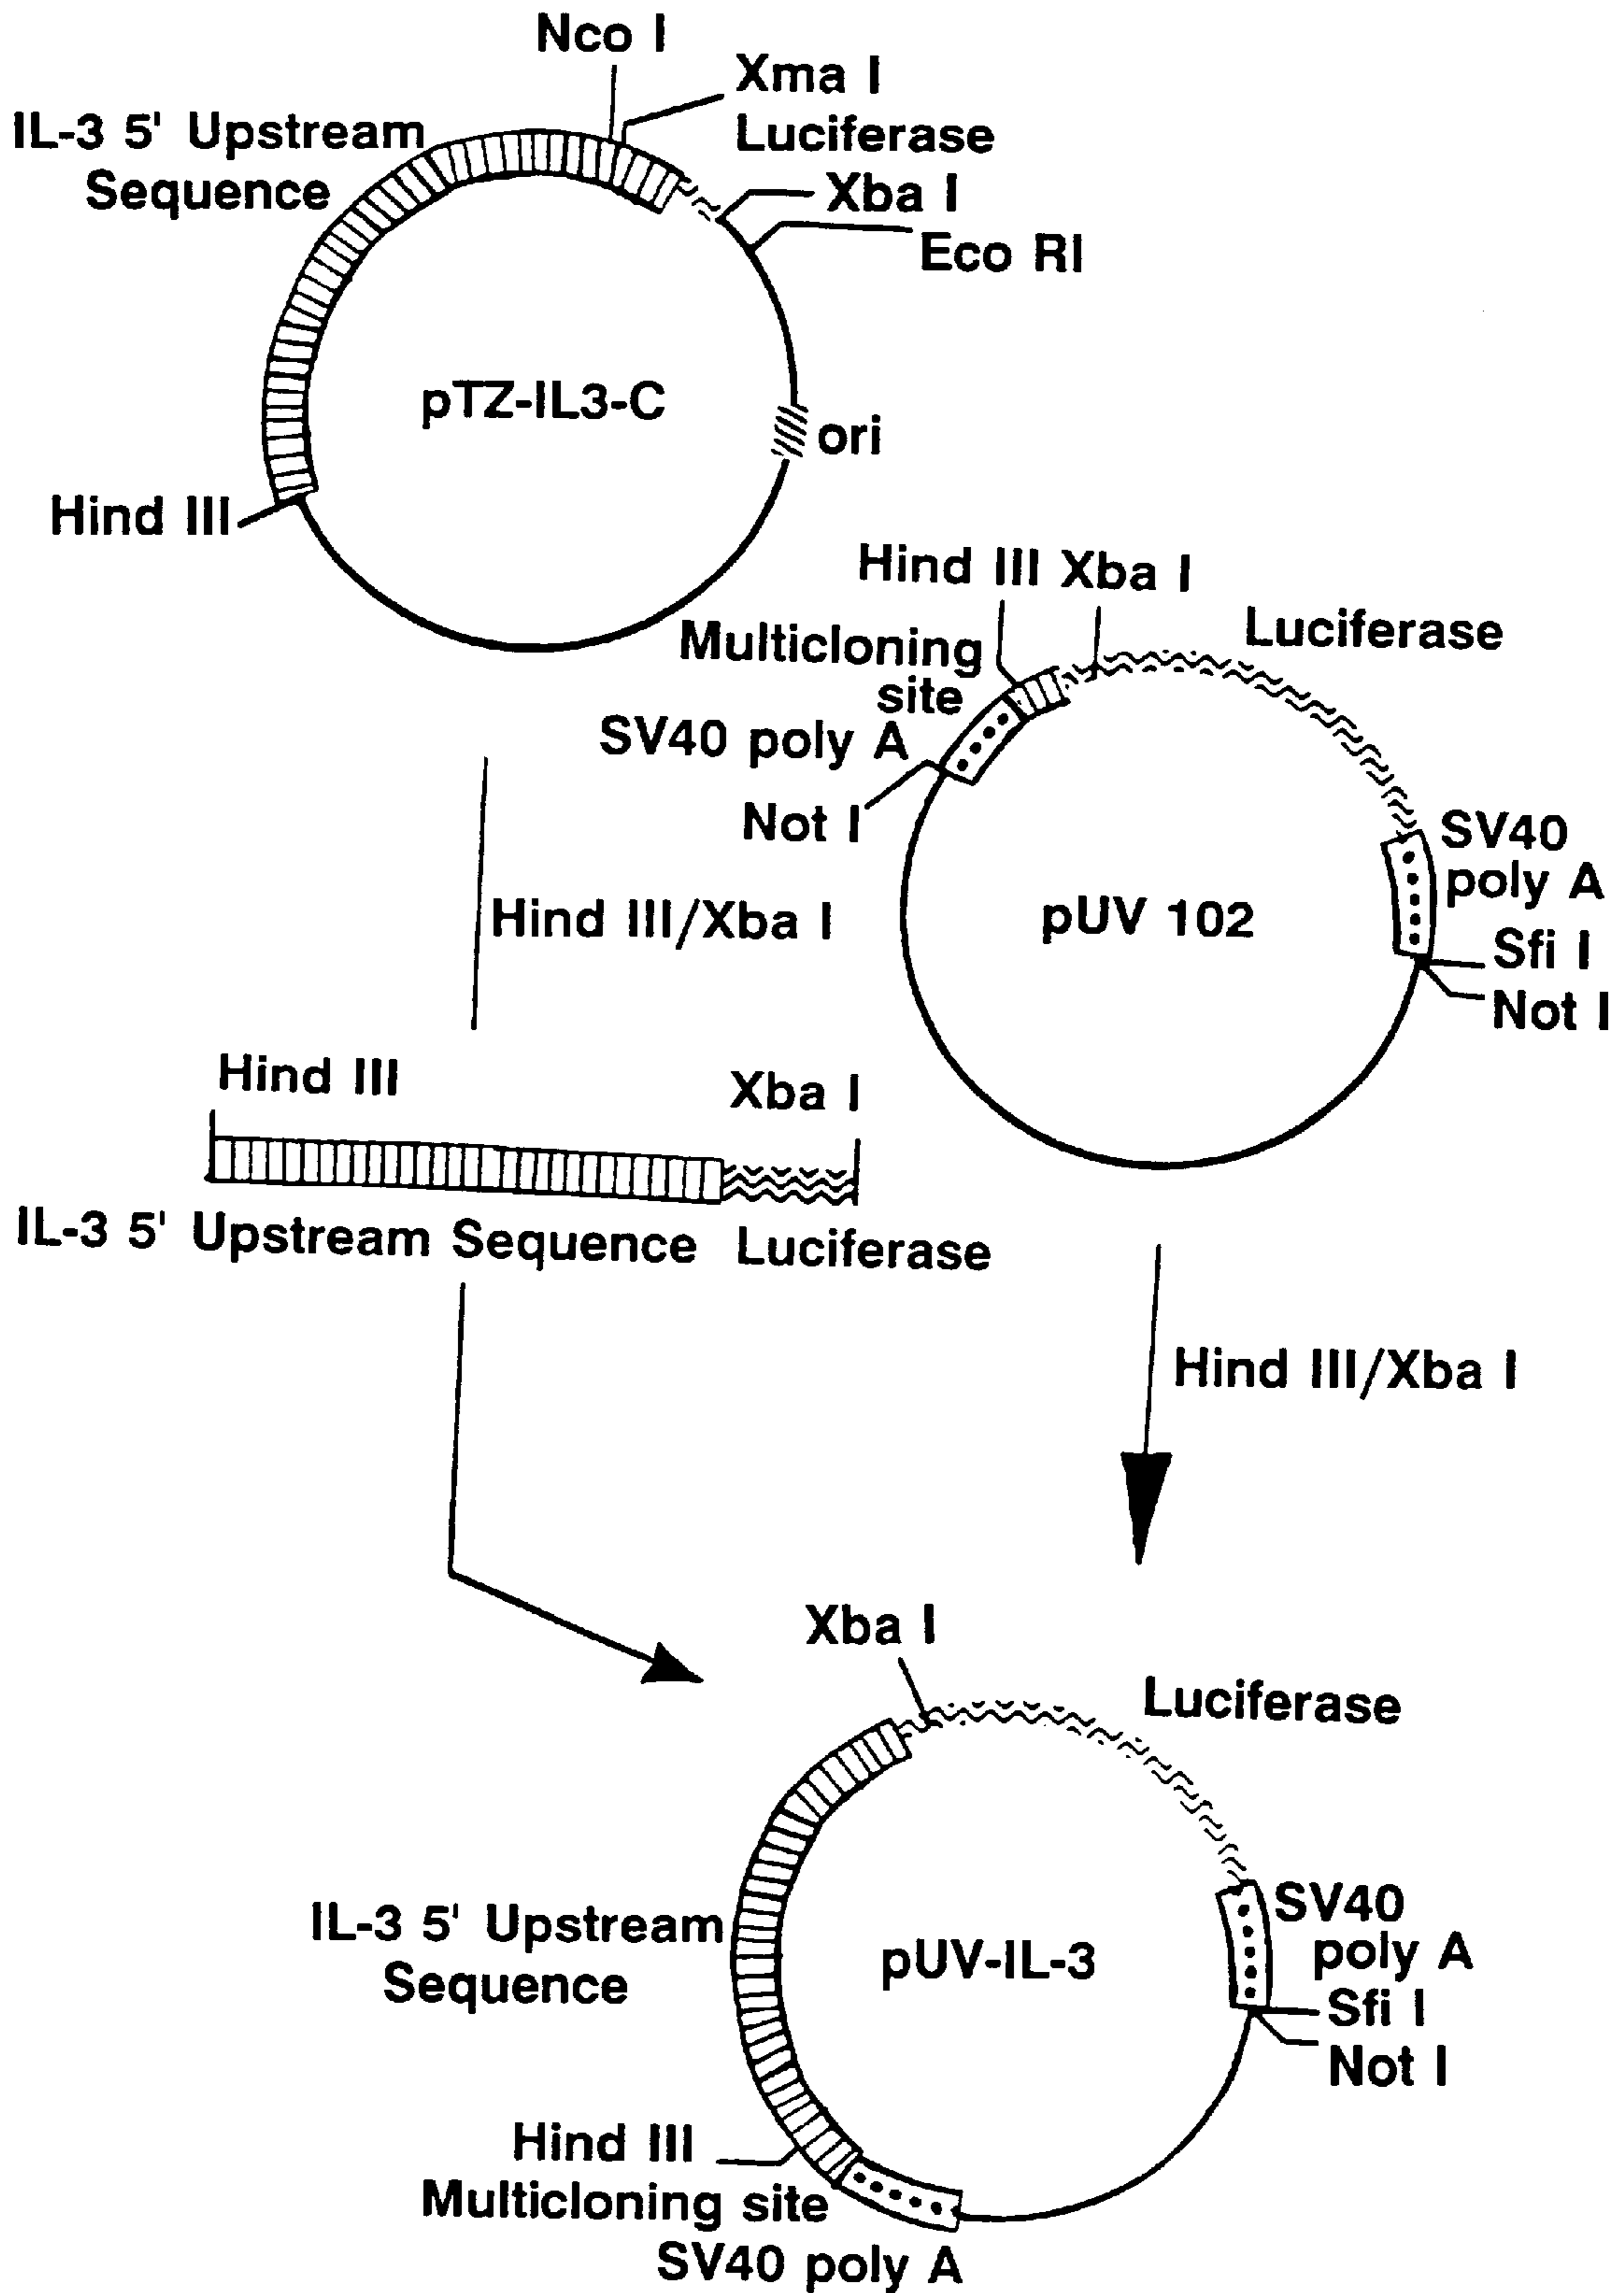 Nco I
Xma I
IL-3 5' Upstream
Sequence
Luciferase
Xba I
Eco RI
pTZ-IL3-C
ori
Hind III
Hind III Xba I
Multicloning
site
Luciferase
SV40 poly A
Not I
SV40
poly A
pUV 102
Sfi I
Not I
Hind III/Xba I
Hind III
Xba I
IL-3 5' Upstream Sequence Luciferase
Hind III/Xba I
Xba I
Luciferase
IL-3 5' Upstream
Sequence
pUV-IL-3
SV40
poly A
Sfi I
Not I
Hind III
Multicloning site
SV40 poly A